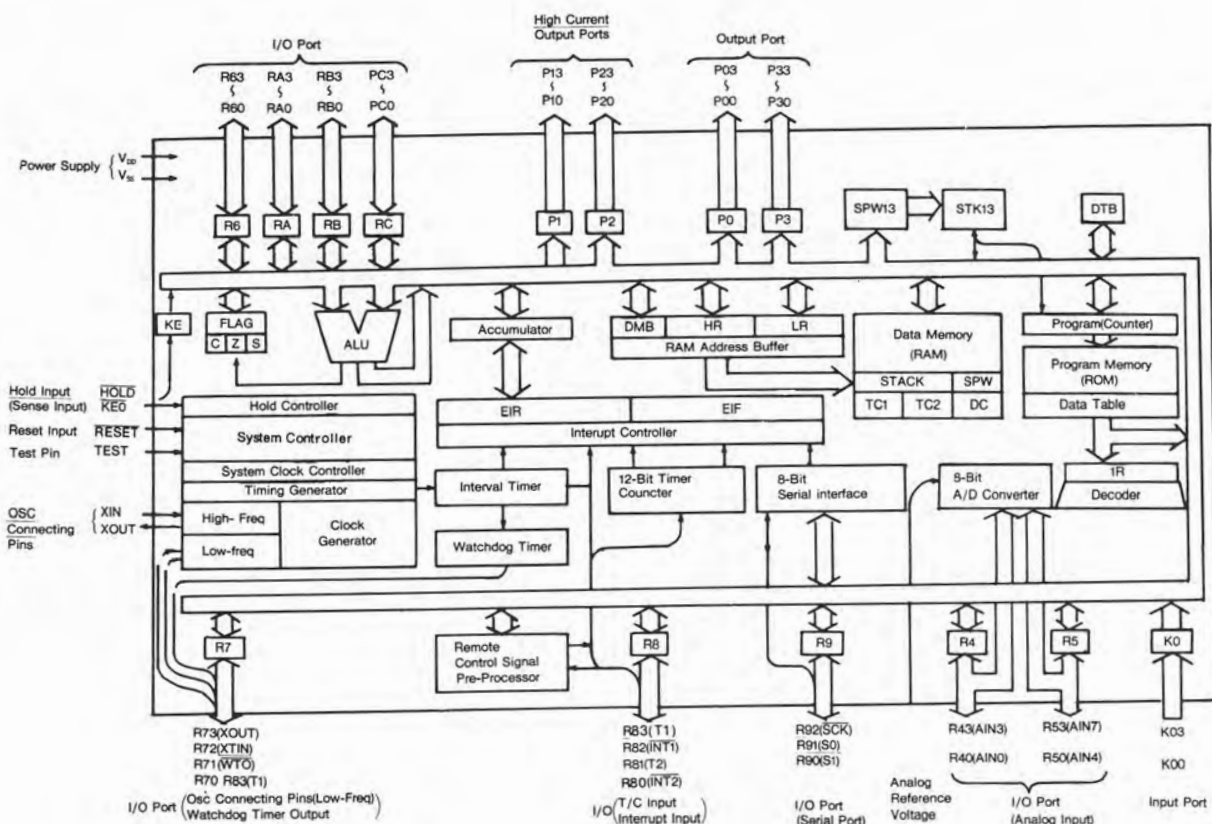 High Current
I/O Port Output Ports Output Port
R63 RA3 RB3 PC3 P13 P23 P03 P33
R60 RA0 RB0 PC0 P10 P20 P00 P30
Power Supply { VDD
VSS
SPW13 STK13 DTB
R6 RA RB RC P1 P2 P0 P3
KE FLAG
C Z S
ALU
Accumulator
DMB HR LR
RAM Address Buffer
Data Memory
(RAM)
STACK SPW
TC1 TC2 DC
Program(Counter)
Program Memory
(ROM)
Data Table
Hold Input HOLD
(Sense Input) KE0
Reset Input RESET
Test Pin TEST
OSC XIN
Connecting XOUT
Pins
Hold Controller
System Controller
System Clock Controller
Timing Generator
High- Freq
Low-freq
Clock
Generator
EIR EIF
Interupt Controller
Interval Timer
Watchdog Timer
12-Bit Timer
Councter
8-Bit
Serial interface
8-Bit
A/D Converter
1R
Decoder
R7
Remote
Control Signal
Pre-Processor
R8 R9 R4 R5 K0
R73(XOUT) R83(T1) R92(SCK) R43(AIN3) R53(AIN7) K03
R72(XTIN) R82(INT1) R91(S0)
R71(WTO) R81(T2) R90(S1) R40(AIN0) R50(AIN4) K00
R70 R83(T1) R80(INT2)
I/O Port (Osc Connecting Pins(Low-Freq)
Watchdog Timer Output)
I/O (T/C Input
Interrupt Input)
I/O Port
(Serial Port)
Analog
Reference
Voltage
I/O Port
(Analog Input)
Input Port